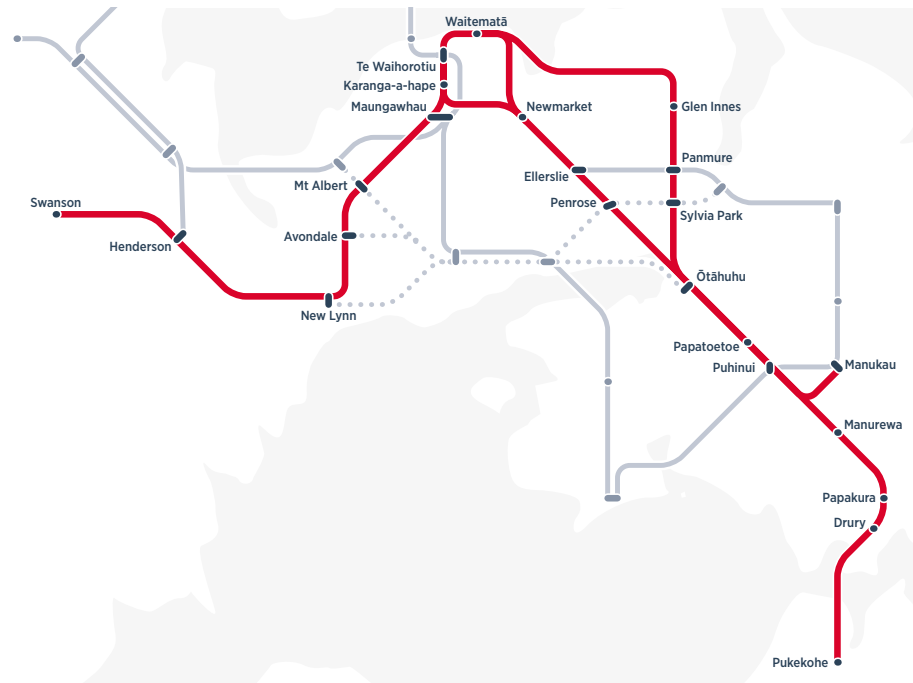 Waitematā
Te Waihorotiu
Karanga-a-hape
Maungawhau
Newmarket
Glen Innes
Panmure
Ellerslie
Mt Albert
Swanson
Penrose
Sylvia Park
Avondale
Henderson
Ōtāhuhu
New Lynn
Papatoetoe
Puhinui
Manukau
Manurewa
Papakura
Drury
Pukekohe